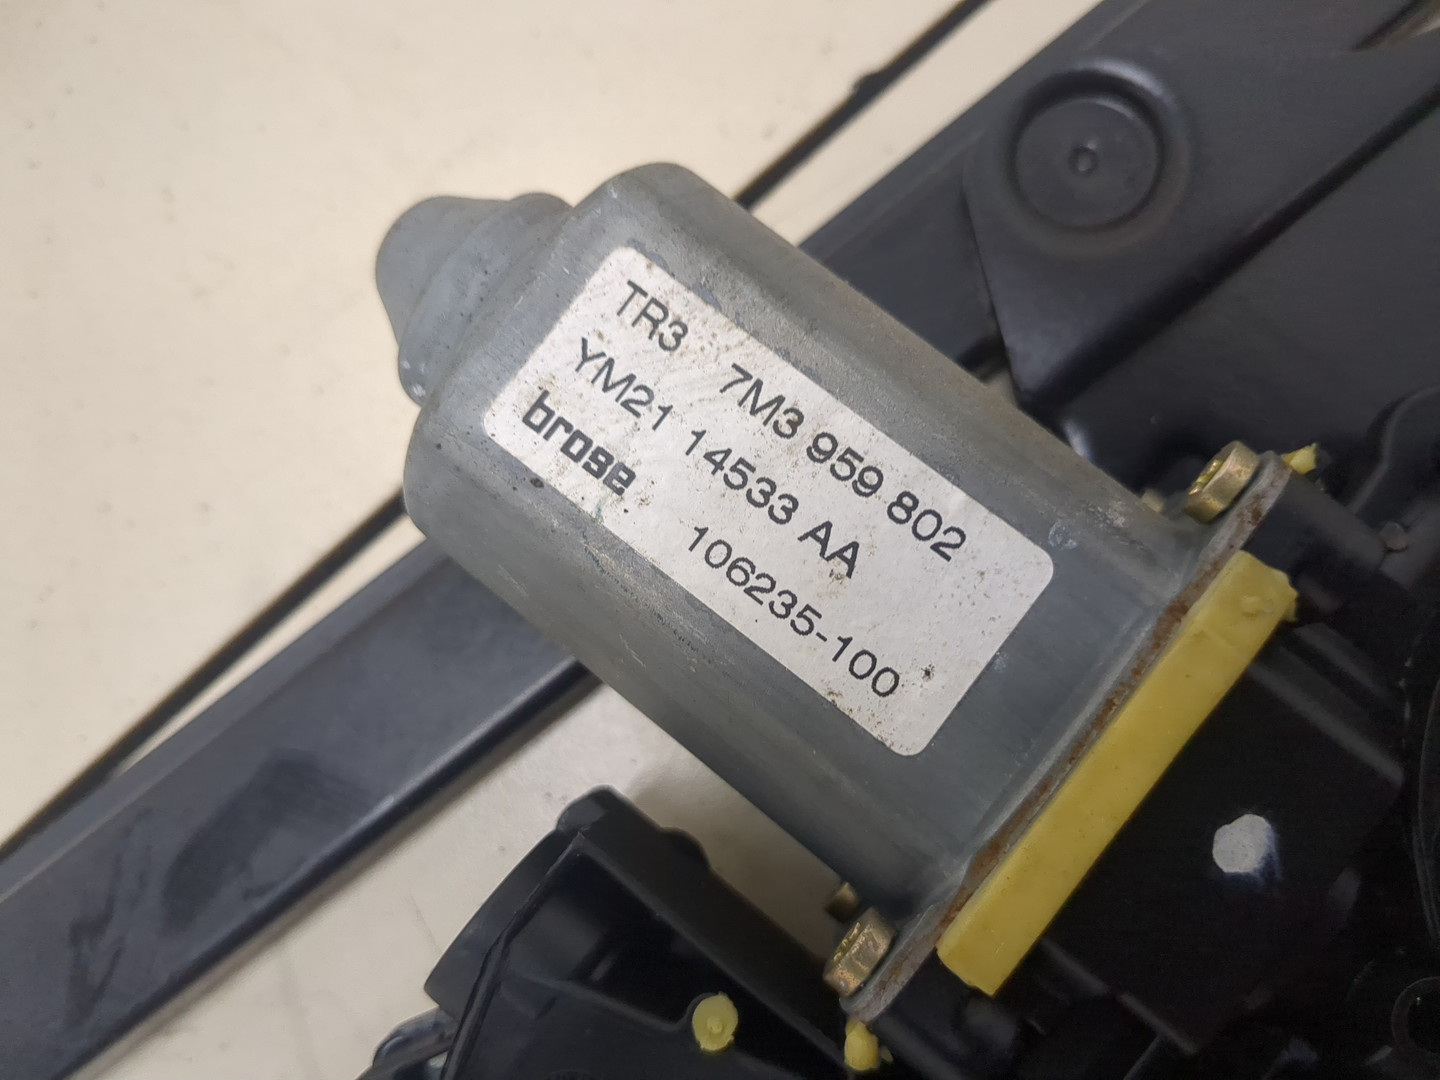 TR3 7M3 959 802
YM21 14533 AA
brose 106235-100